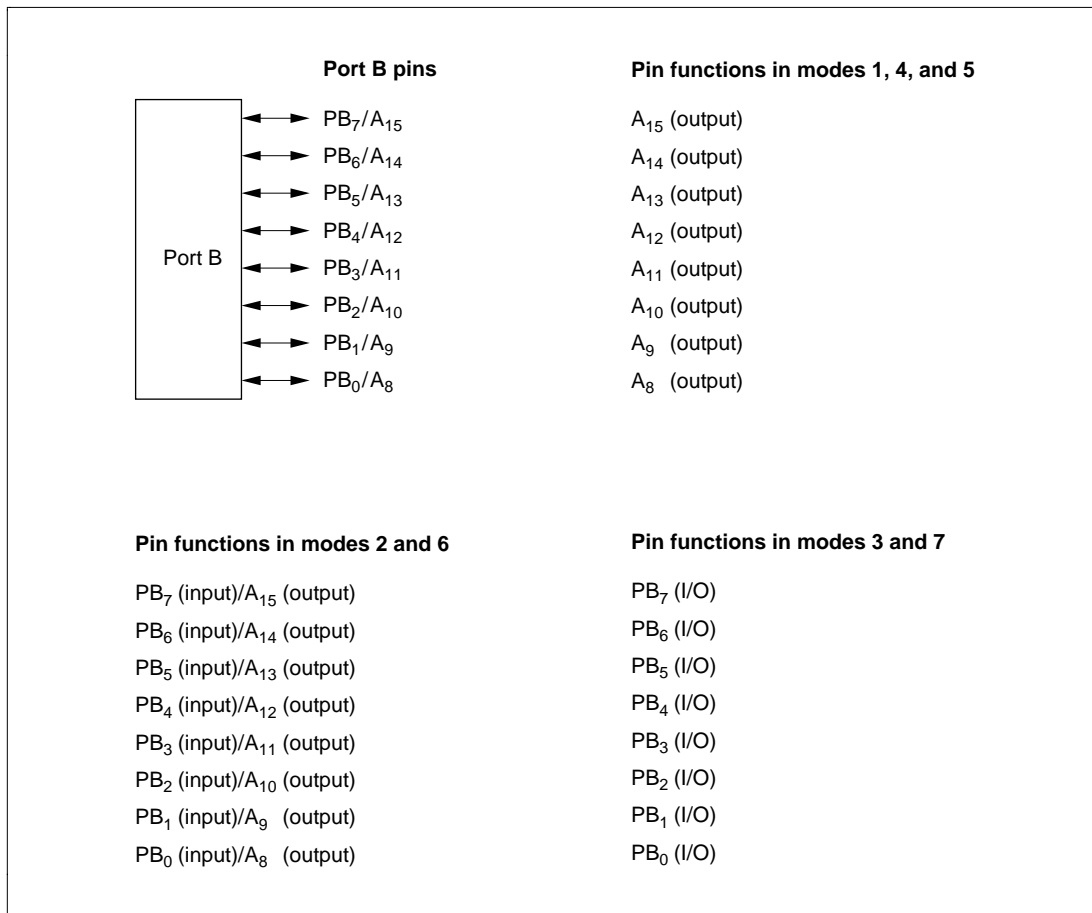 Port B pins
Pin functions in modes 1, 4, and 5
Port B
PB₇/A₁₅
PB₆/A₁₄
PB₅/A₁₃
PB₄/A₁₂
PB₃/A₁₁
PB₂/A₁₀
PB₁/A₉
PB₀/A₈
A₁₅ (output)
A₁₄ (output)
A₁₃ (output)
A₁₂ (output)
A₁₁ (output)
A₁₀ (output)
A₉ (output)
A₈ (output)
Pin functions in modes 2 and 6
PB₇ (input)/A₁₅ (output)
PB₆ (input)/A₁₄ (output)
PB₅ (input)/A₁₃ (output)
PB₄ (input)/A₁₂ (output)
PB₃ (input)/A₁₁ (output)
PB₂ (input)/A₁₀ (output)
PB₁ (input)/A₉ (output)
PB₀ (input)/A₈ (output)
Pin functions in modes 3 and 7
PB₇ (I/O)
PB₆ (I/O)
PB₅ (I/O)
PB₄ (I/O)
PB₃ (I/O)
PB₂ (I/O)
PB₁ (I/O)
PB₀ (I/O)